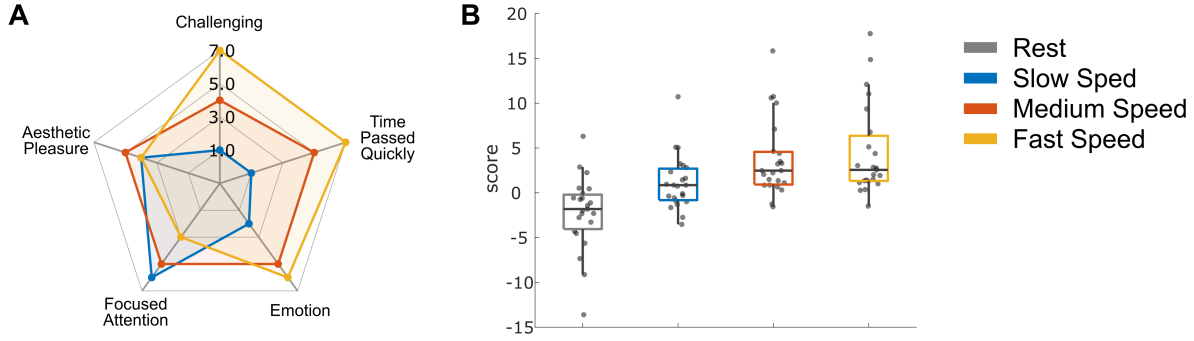 A
Challenging
7.0
5.0
3.0
1.0
Time
Passed
Quickly
Aesthetic
Pleasure
Focused
Attention
Emotion
B
score
20
15
10
5
0
-5
-10
-15
Rest
Slow Sped
Medium Speed
Fast Speed